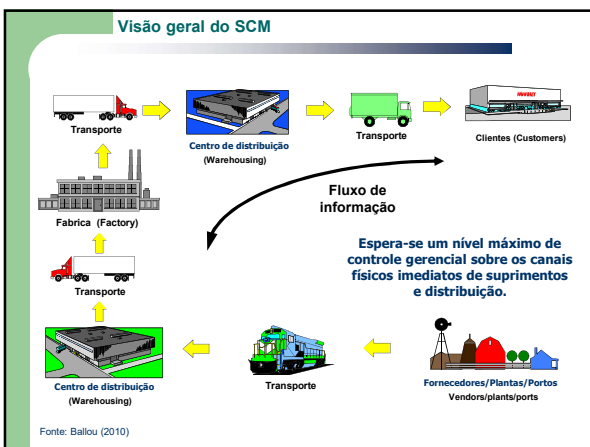 Visão geral do SCM
Transporte
Centro de distribuição
(Warehousing)
Transporte
Clientes (Customers)
Fabrica (Factory)
Fluxo de
informação
Transporte
Espera-se um nível máximo de
controle gerencial sobre os canais
físicos imediatos de suprimentos
e distribuição.
Centro de distribuição
(Warehousing)
Transporte
Fornecedores/Plantas/Portos
Vendors/plants/ports
Fonte: Ballou (2010)